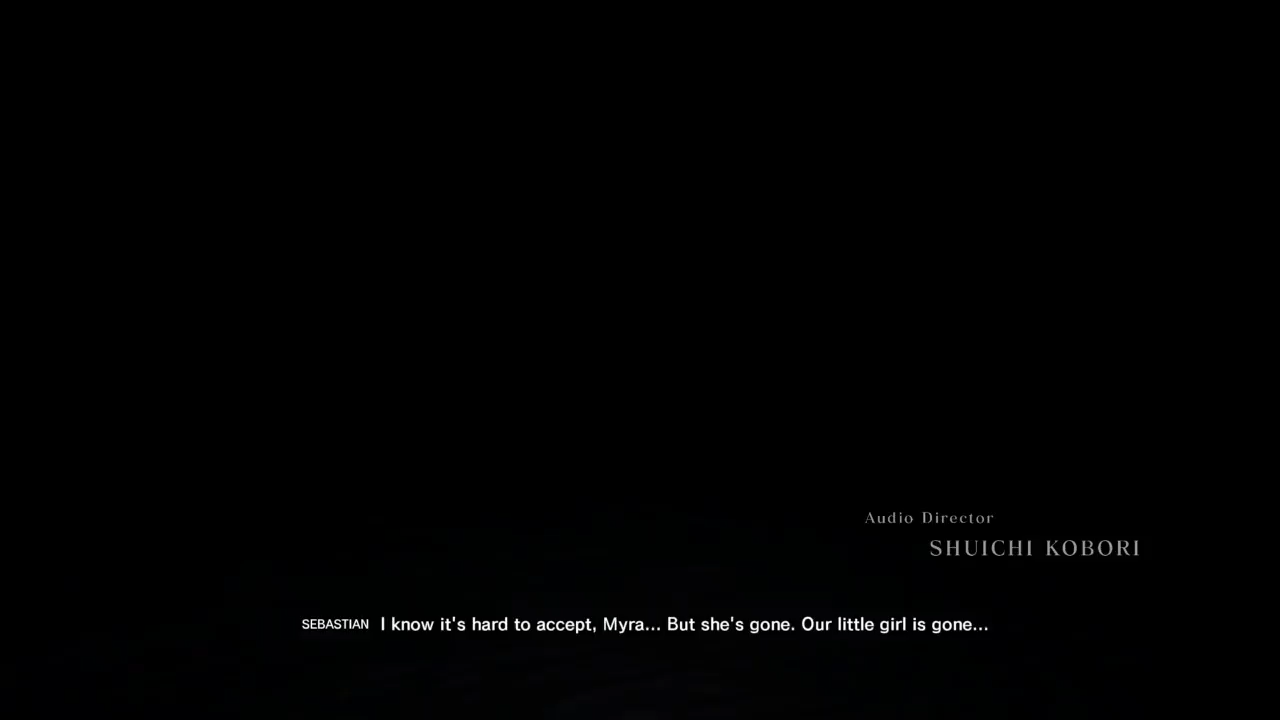 Audio Director
SHUICHI KOBORI
SEBASTIAN I know it's hard to accept, Myra... But she's gone. Our little girl is gone...